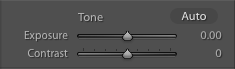 Tone Auto
Exposure 0.00
Contrast 0